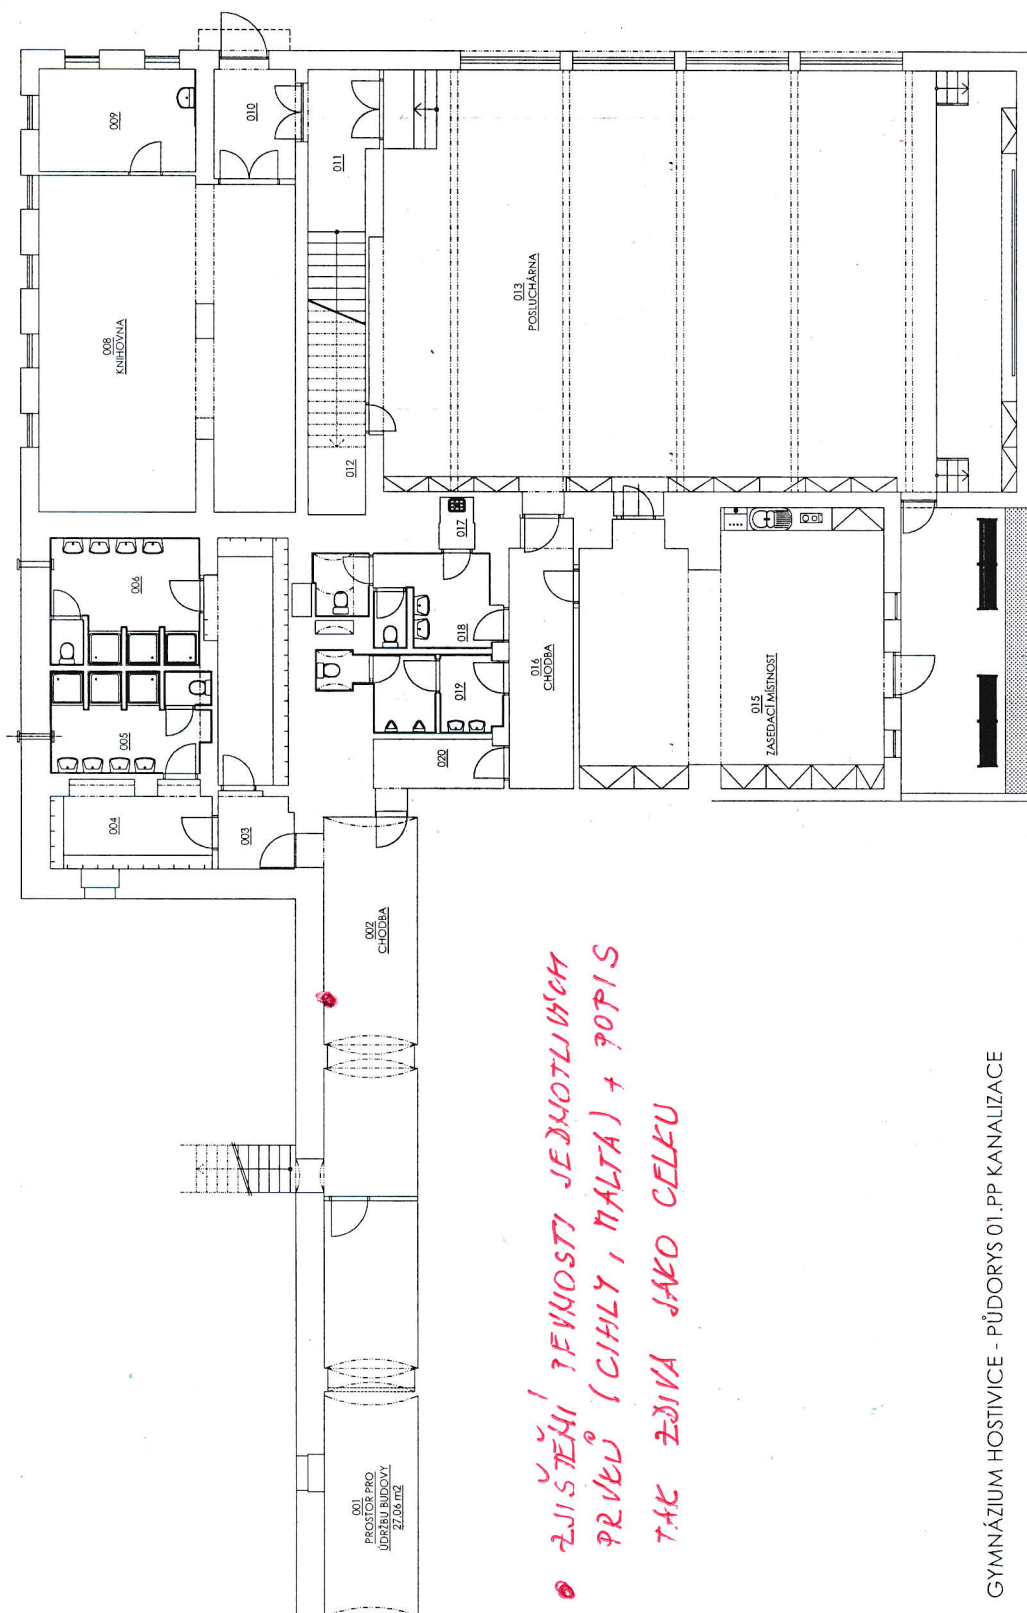 009
010
011
008
KNIHOVNA
013
POSLUCHÁRNA
012
017
006
018
016
CHODBA
019
015
ZASEDACÍ MÍSTNOST
005
020
004
003
002
CHODBA
001
PROSTOR PRO
ÚDRŽBU BUDOVY
27.06 m2
• ZJIŠTĚNÍ PEVNOSTI JEDNOTLIVÝCH
PRVKŮ (CIHLY, MALTA) + POPIS
TAK ZDIVA JAKO CELKU
GYMNÁZIUM HOSTIVICE - PŮDORYS 01.PP KANALIZACE